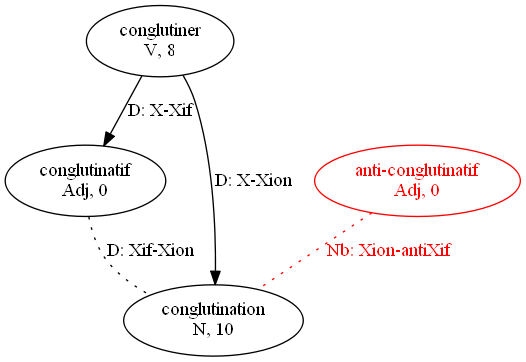 conglutiner
V, 8
D: X-Xif
conglutinatif
Adj, 0
D: X-Xion
anti-conglutinatif
Adj, 0
D: Xif-Xion
Nb: Xion-antiXif
conglutination
N, 10